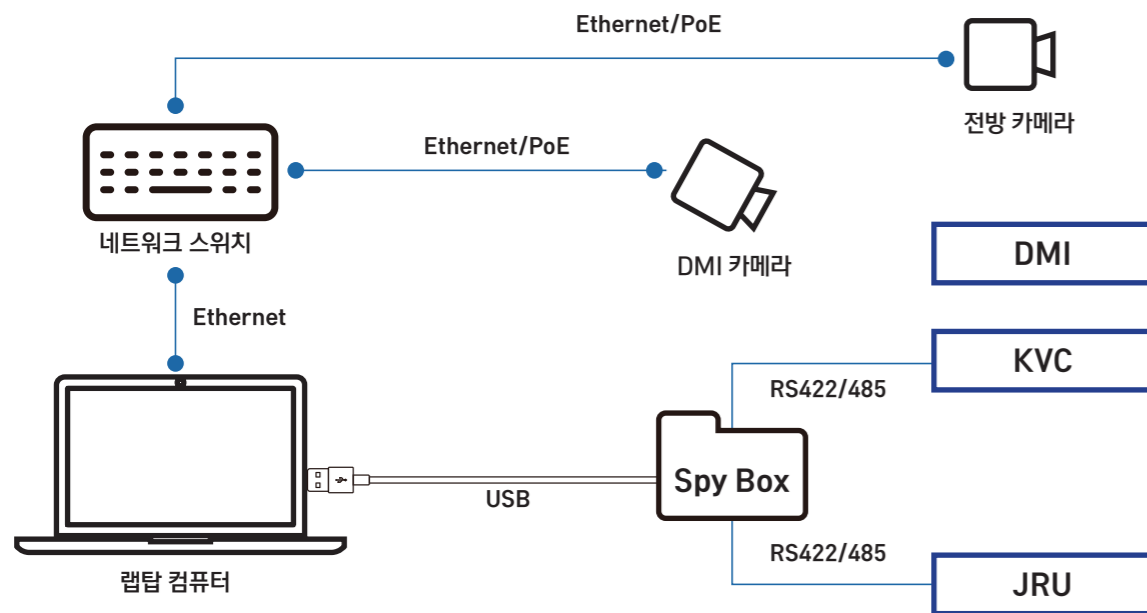 Ethernet/PoE
전방 카메라
Ethernet/PoE
네트워크 스위치
DMI 카메라
DMI
Ethernet
KVC
RS422/485
Spy Box
USB
RS422/485
랩탑 컴퓨터
JRU